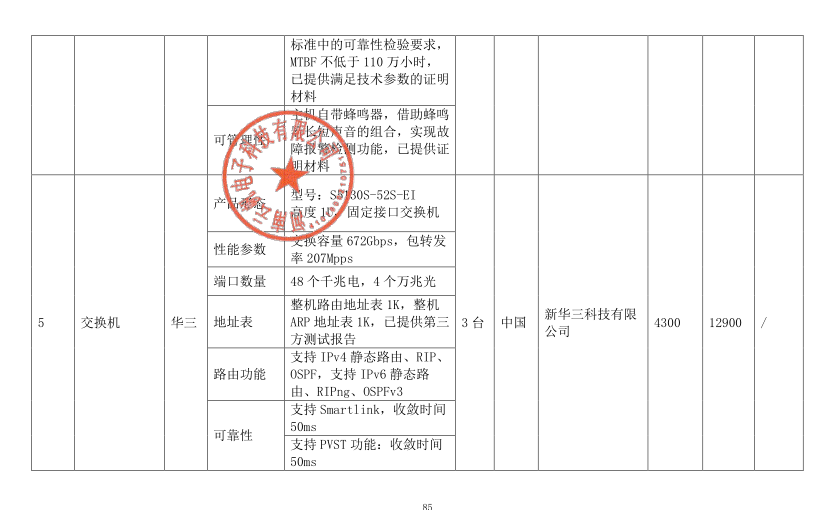 标准中的可靠性检验要求，
MTBF 不低于 110 万小时，
已提供满足技术参数的证明
材料
可管理性
主机自带蜂鸣器，借助蜂鸣
器长短声音的组合，实现故
障报警检测功能，已提供证
明材料
5
交换机
华三
产品形态
型号：S5130S-52S-EI
高度 1U，固定接口交换机
性能参数
交换容量 672Gbps，包转发
率 207Mpps
端口数量
48 个千兆电，4 个万兆光
地址表
整机路由地址表 1K，整机
ARP 地址表 1K，已提供第三
方测试报告
路由功能
支持 IPv4 静态路由、RIP、
OSPF，支持 IPv6 静态路
由、RIPng、OSPFv3
可靠性
支持 Smartlink，收敛时间
50ms
支持 PVST 功能：收敛时间
50ms
3 台
中国
新华三科技有限
公司
4300
12900
/
85